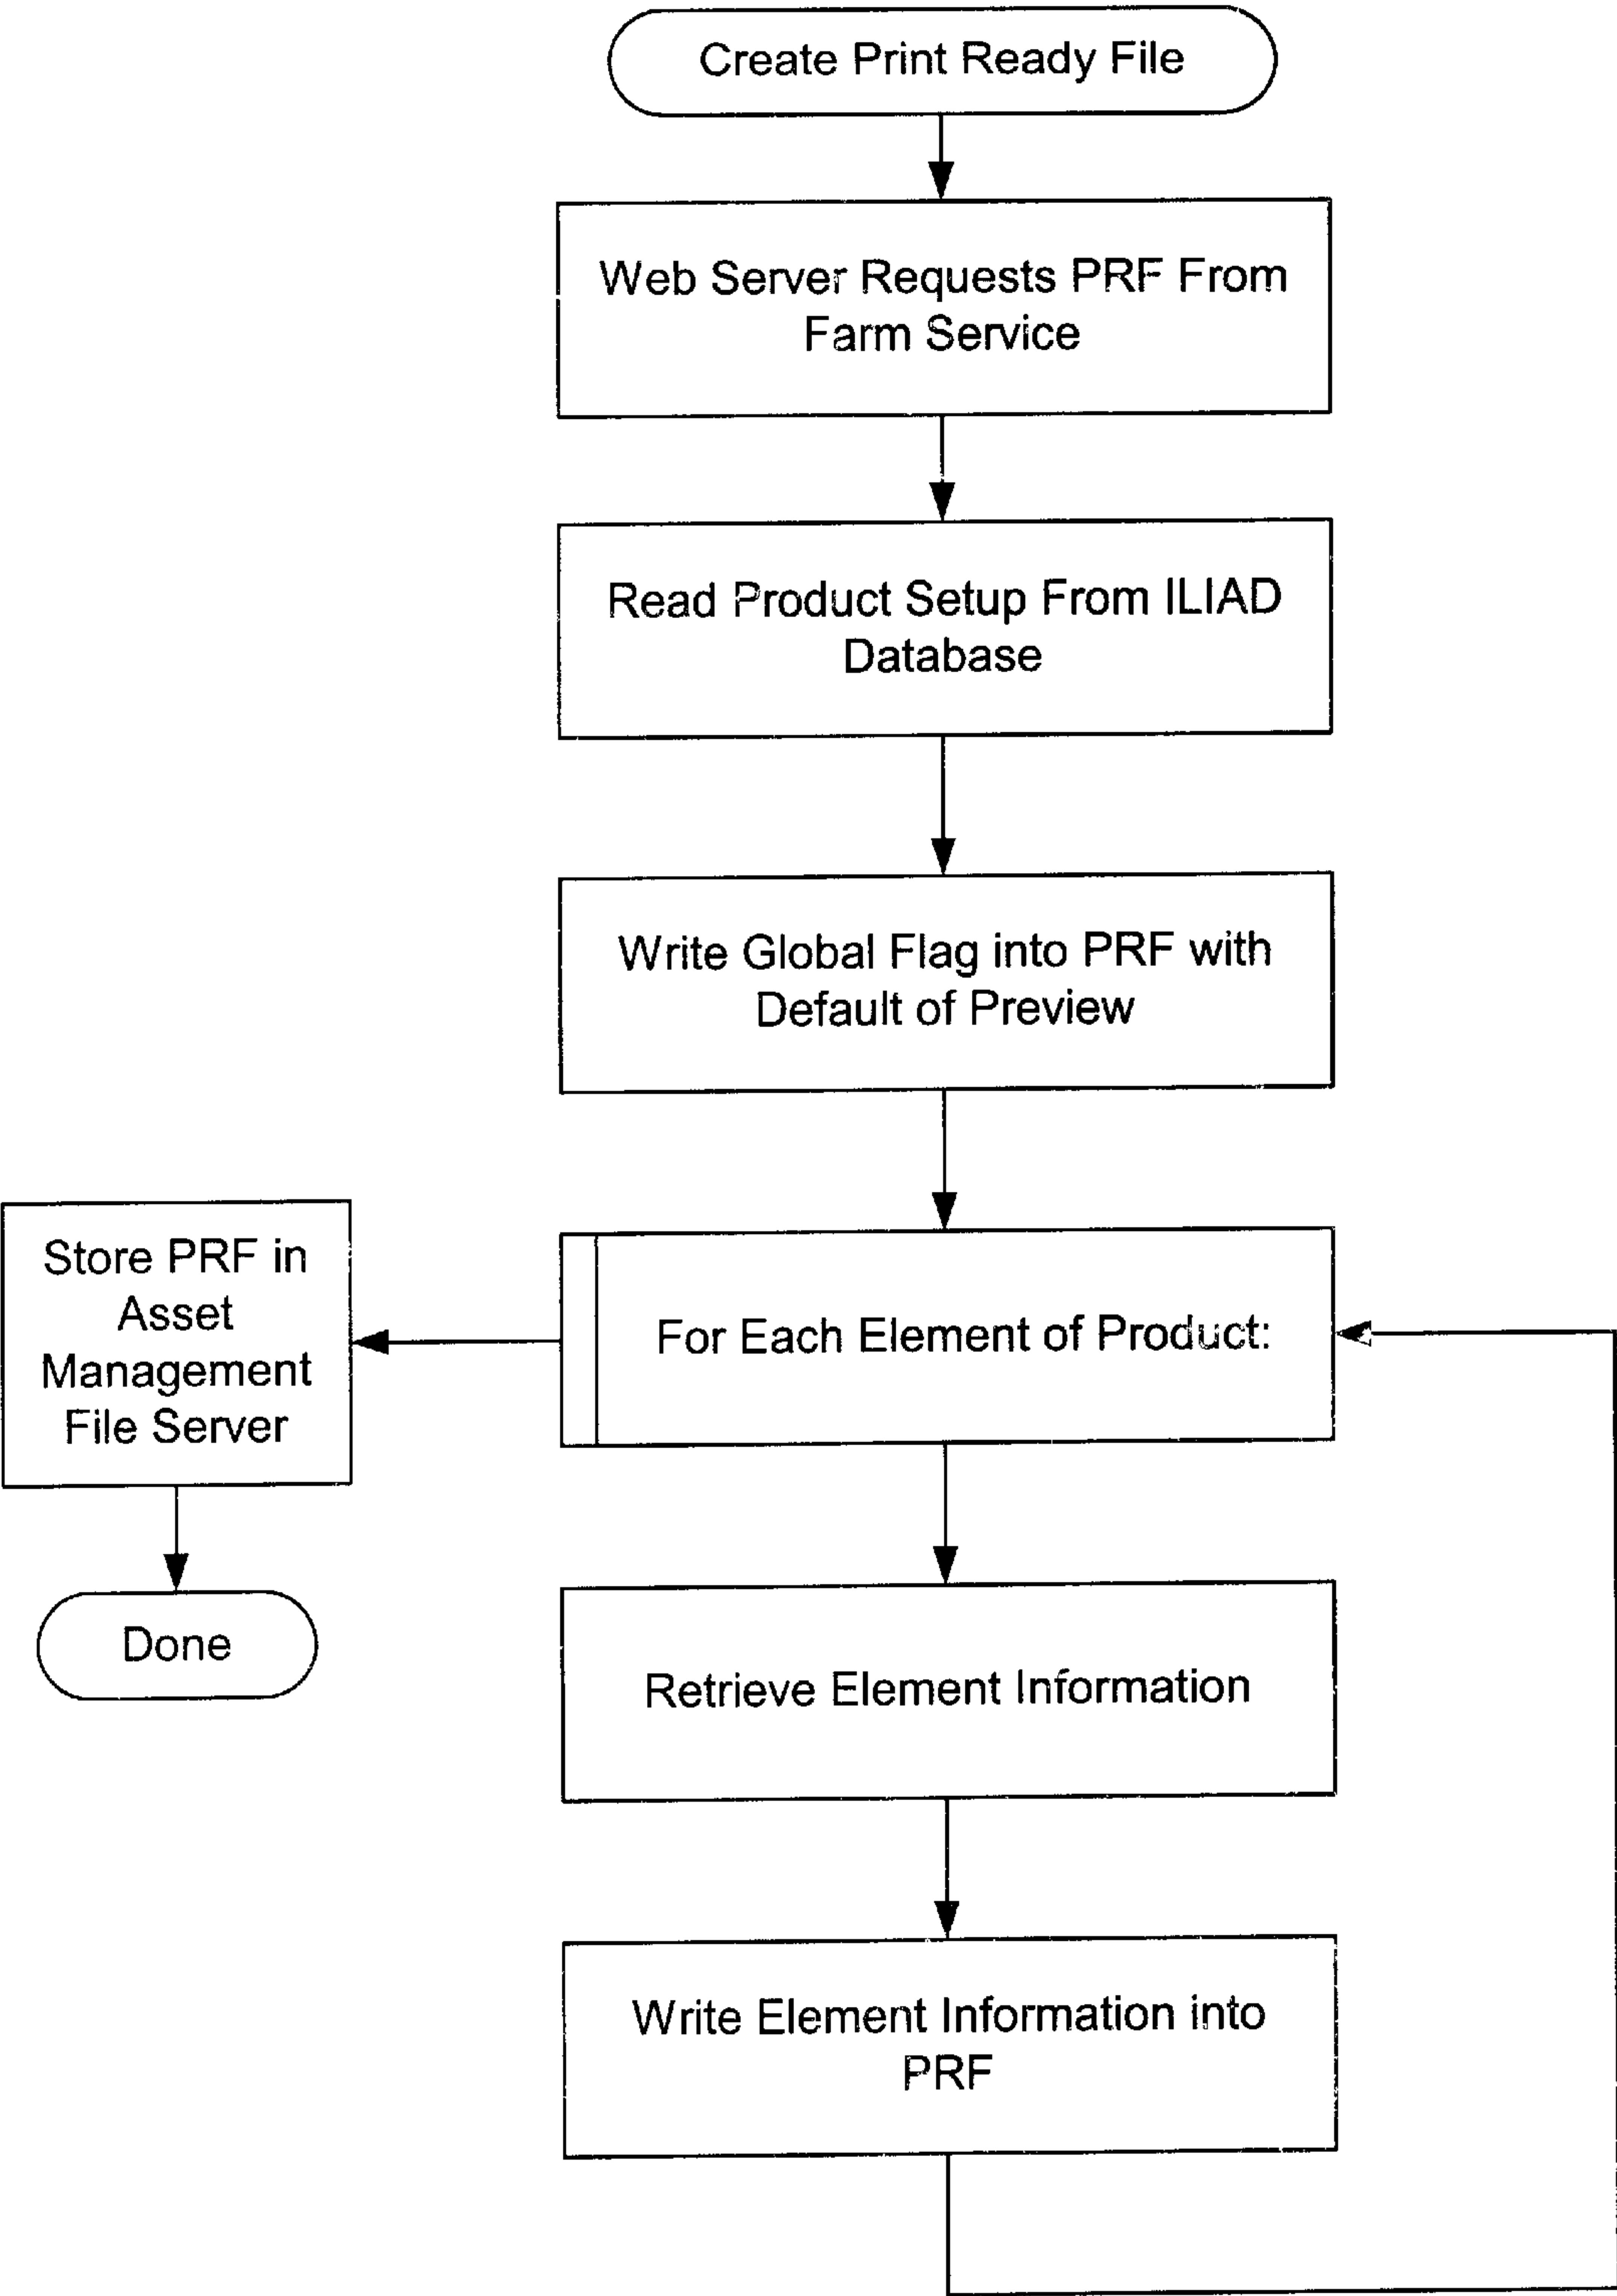 Create Print Ready File
Web Server Requests PRF From
Farm Service
Read Product Setup From ILIAD
Database
Write Global Flag into PRF with
Default of Preview
For Each Element of Product:
Store PRF in
Asset
Management
File Server
Done
Retrieve Element Information
Write Element Information into
PRF